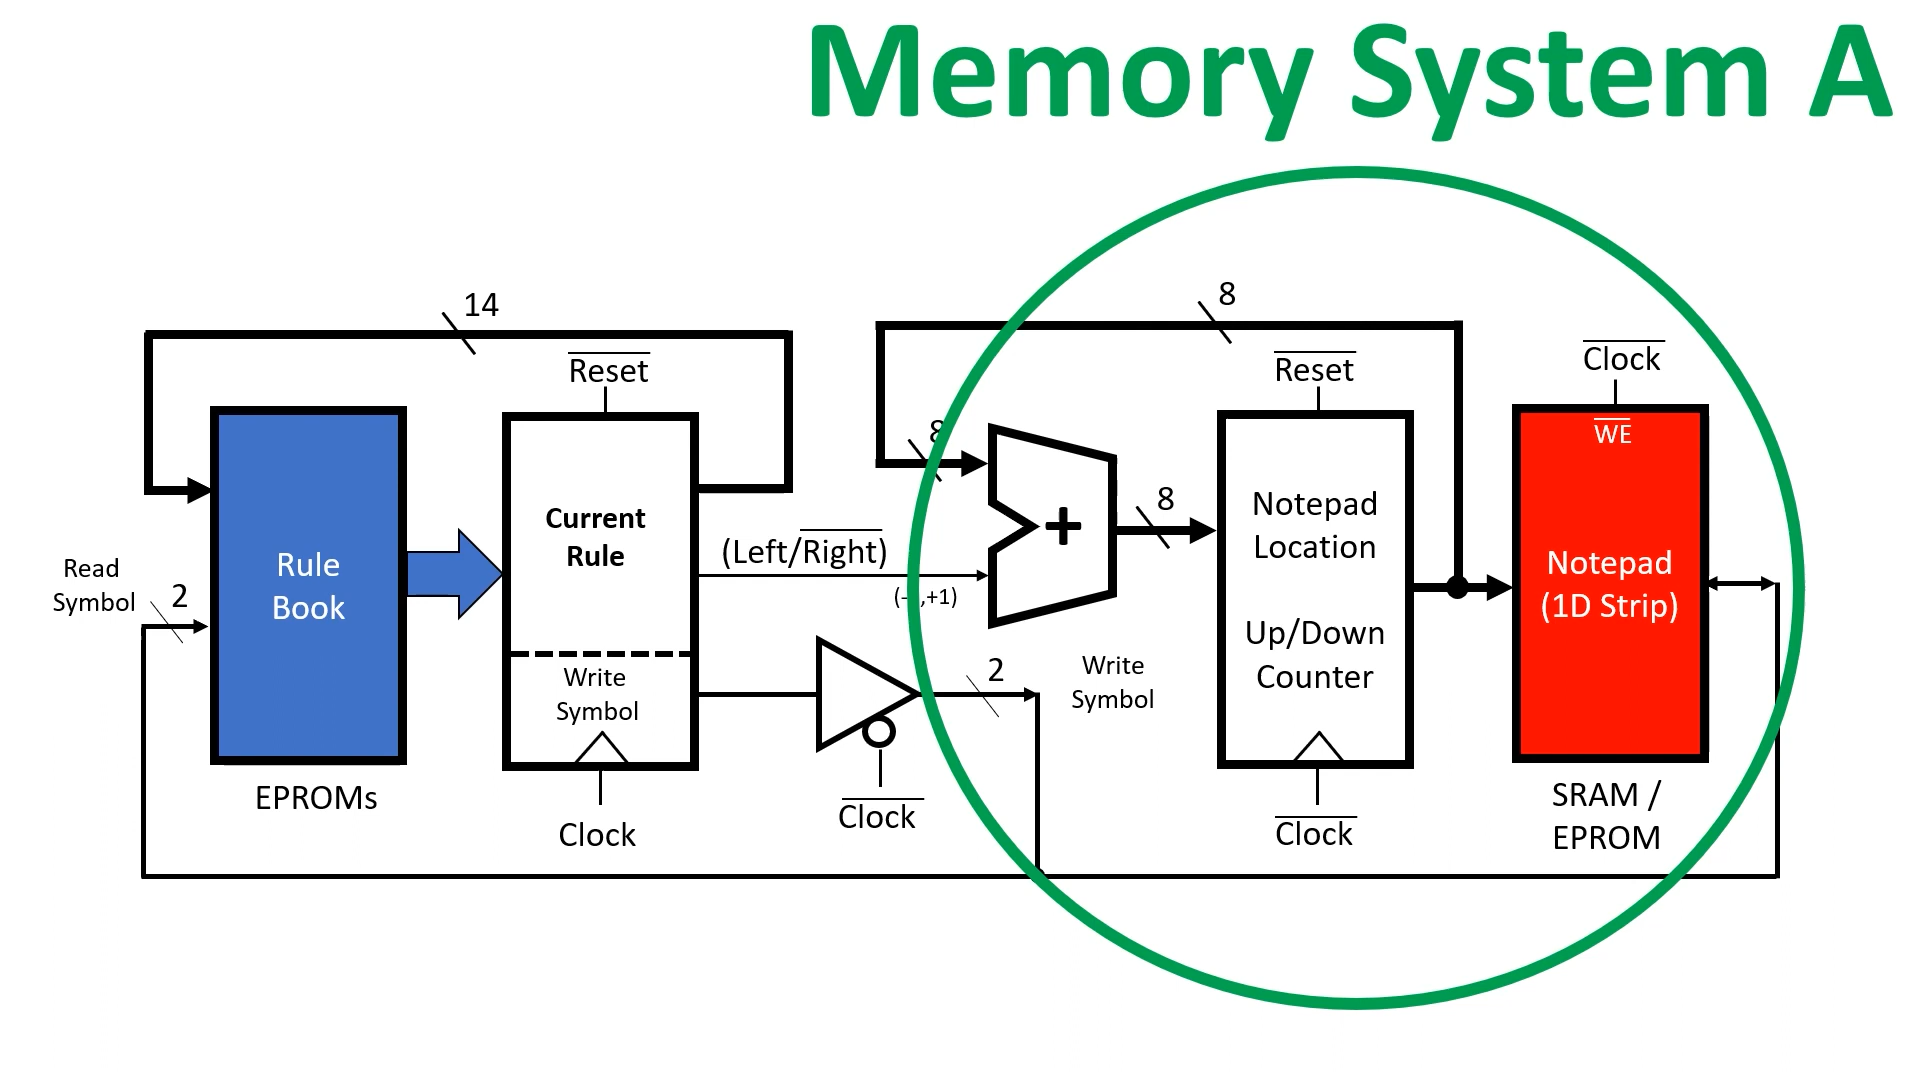 Memory System A
14
8
Reset
Reset
Clock
8
WE
Current
Rule
Rule
Book
(Left/Right)
(-,+1)
+
8
Notepad
Location
Up/Down
Counter
Notepad
(1D Strip)
Read
Symbol
2
Write
Symbol
2
Write
Symbol
EPROMs
Clock
Clock
Clock
SRAM /
EPROM